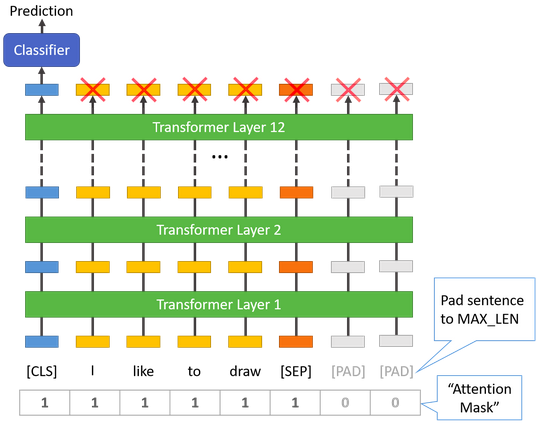 Prediction
Classifier
Transformer Layer 12
...
Transformer Layer 2
Transformer Layer 1
Pad sentence
to MAX_LEN
[CLS] I like to draw [SEP] [PAD] [PAD]
1 1 1 1 1 1 0 0
“Attention
Mask”